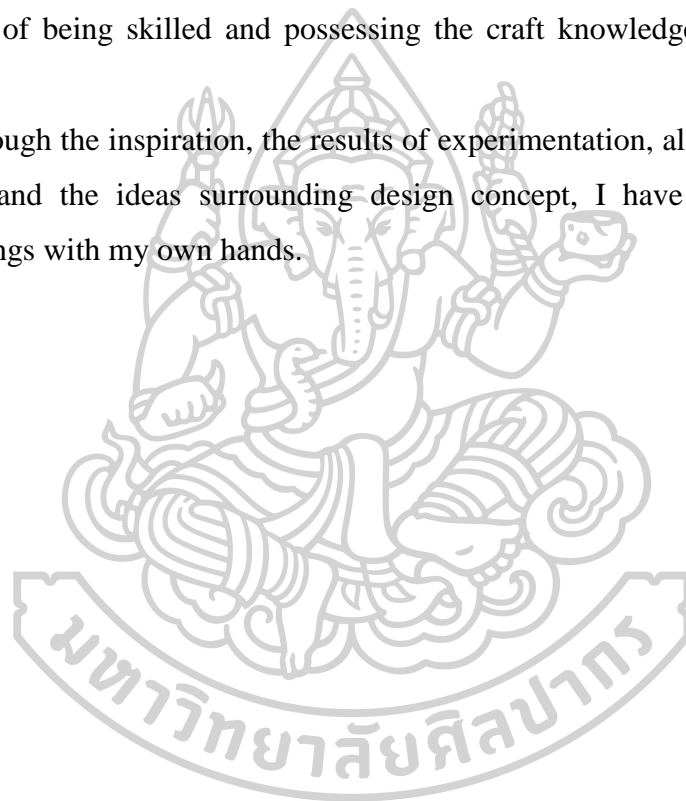 of being skilled and possessing the craft knowledge
ough the inspiration, the results of experimentation, al
and the ideas surrounding design concept, I have
ngs with my own hands.
มหาวิทยาลัยศิลปากร